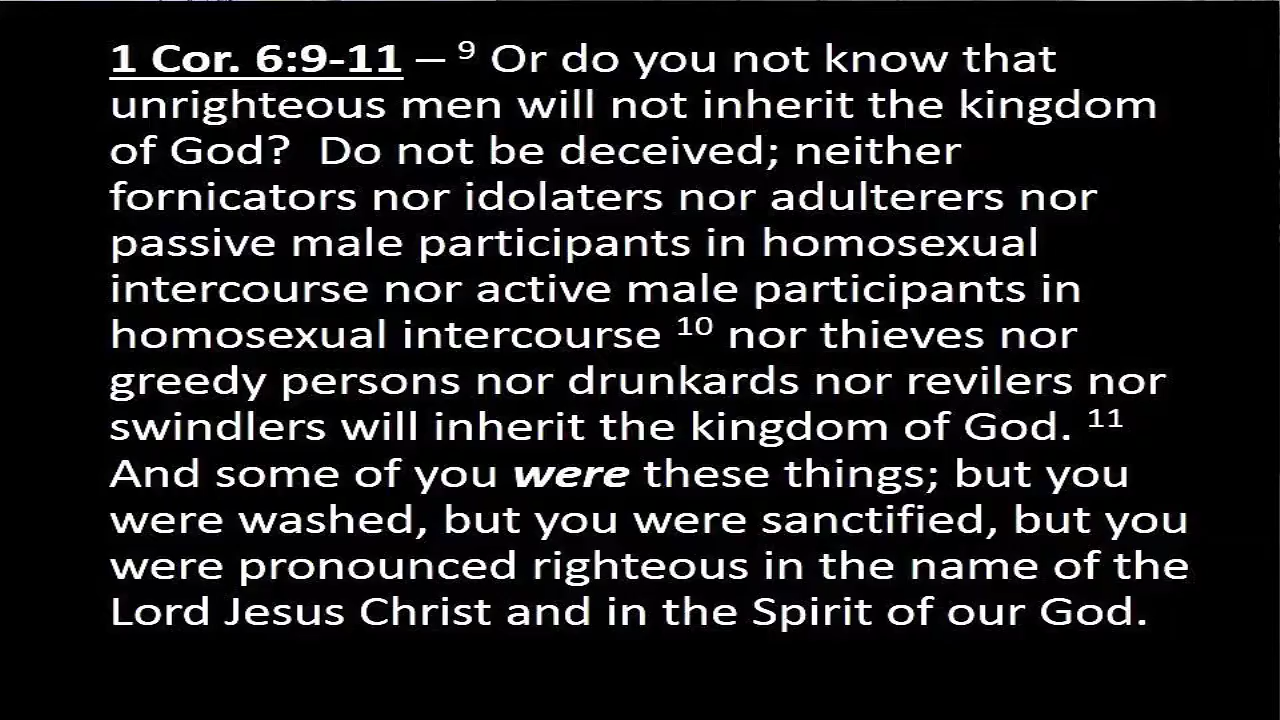 1 Cor. 6:9-11 – 9 Or do you not know that
unrighteous men will not inherit the kingdom
of God?  Do not be deceived; neither
fornicators nor idolaters nor adulterers nor
passive male participants in homosexual
intercourse nor active male participants in
homosexual intercourse 10 nor thieves nor
greedy persons nor drunkards nor revilers nor
swindlers will inherit the kingdom of God. 11
And some of you were these things; but you
were washed, but you were sanctified, but you
were pronounced righteous in the name of the
Lord Jesus Christ and in the Spirit of our God.